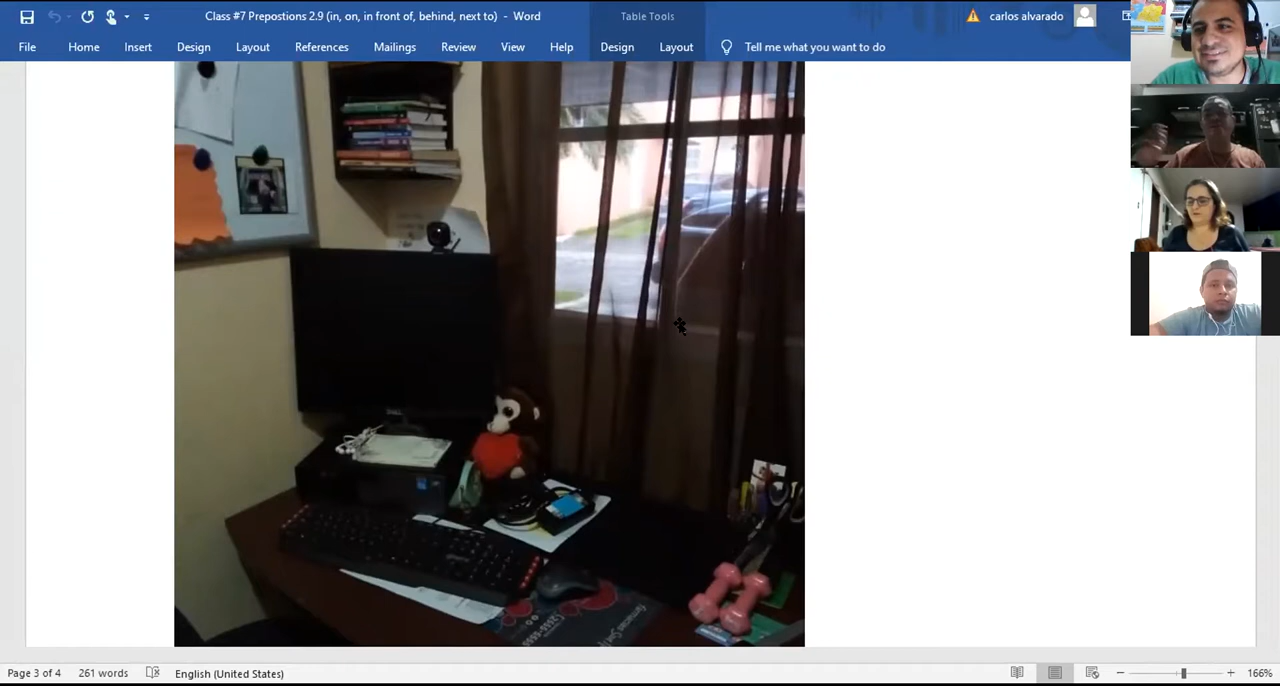 Class #7 Prepostions 2.9 (in, on, in front of, behind, next to) - Word
Table Tools
carlos alvarado
File Home Insert Design Layout References Mailings Review View Help Design Layout Tell me what you want to do
DELL
Page 3 of 4 261 words English (United States) 166%